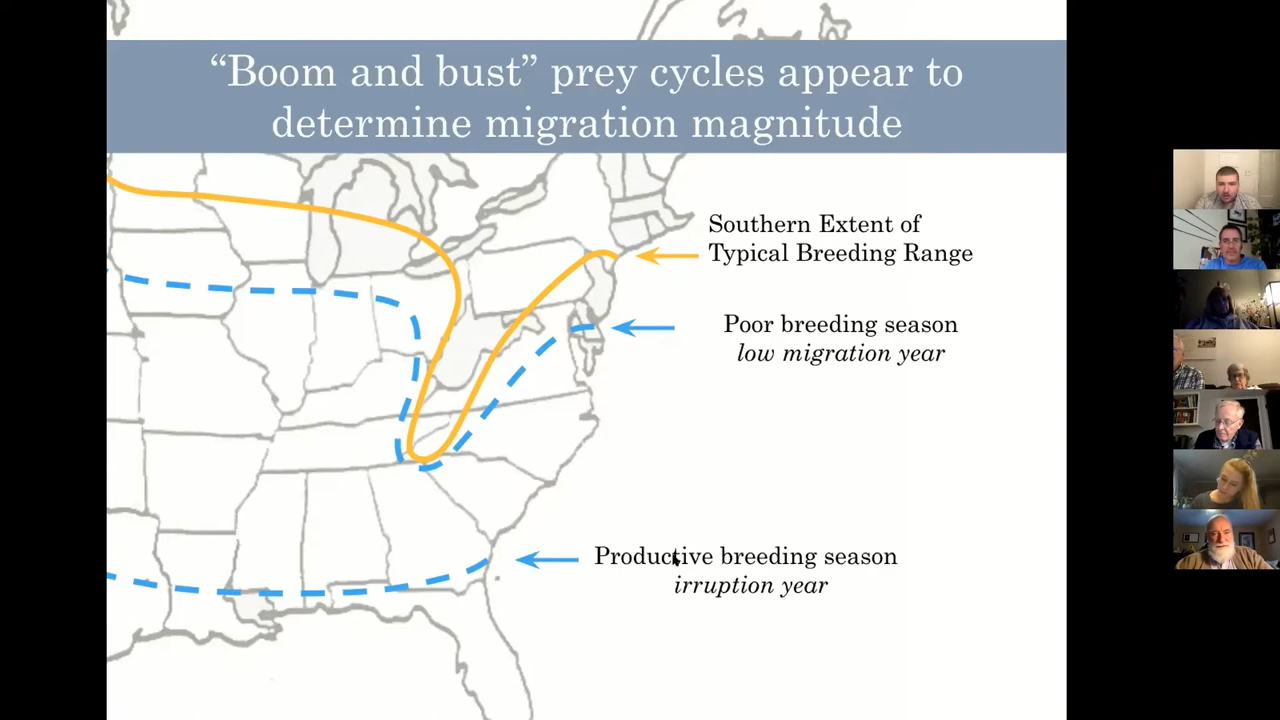 “Boom and bust” prey cycles appear to
determine migration magnitude
Southern Extent of
Typical Breeding Range
Poor breeding season
low migration year
Productive breeding season
irruption year